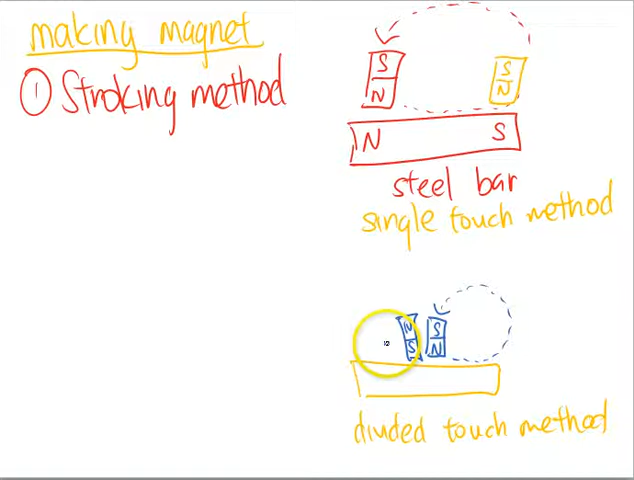 making magnet
① Stroking method
S S
N N
N S
steel bar
single touch method
N S
S N
divided touch method